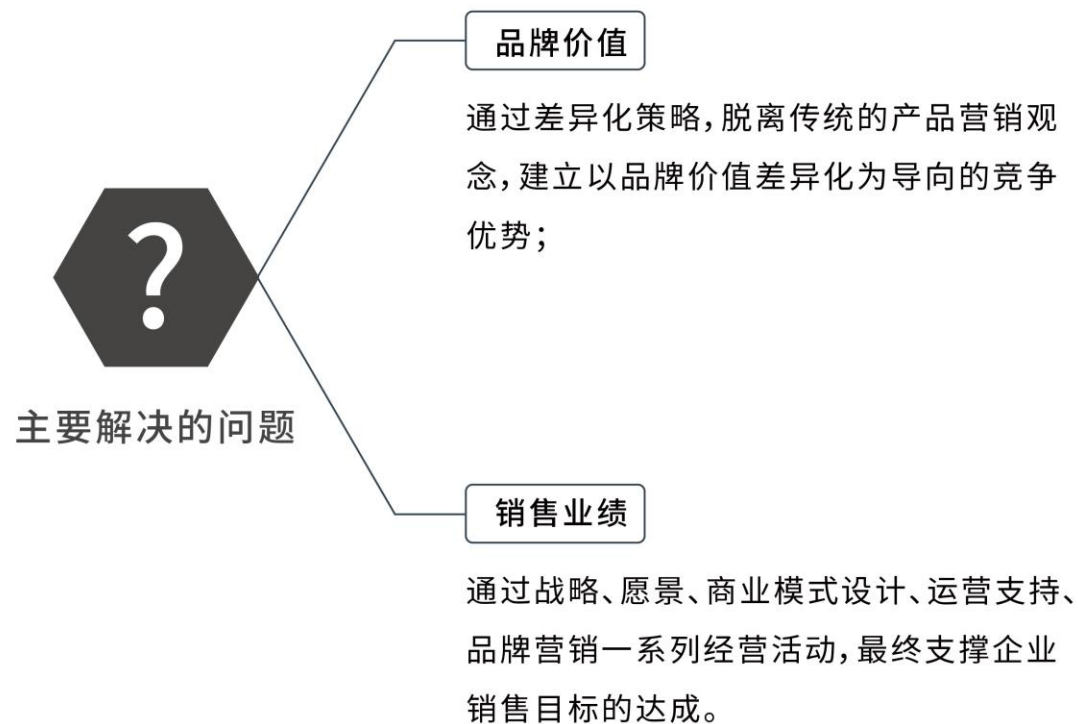 ?
主要解决的问题
品牌价值
通过差异化策略，脱离传统的产品营销观
念，建立以品牌价值差异化为导向的竞争
优势；
销售业绩
通过战略、愿景、商业模式设计、运营支持、
品牌营销一系列经营活动，最终支撑企业
销售目标的达成。